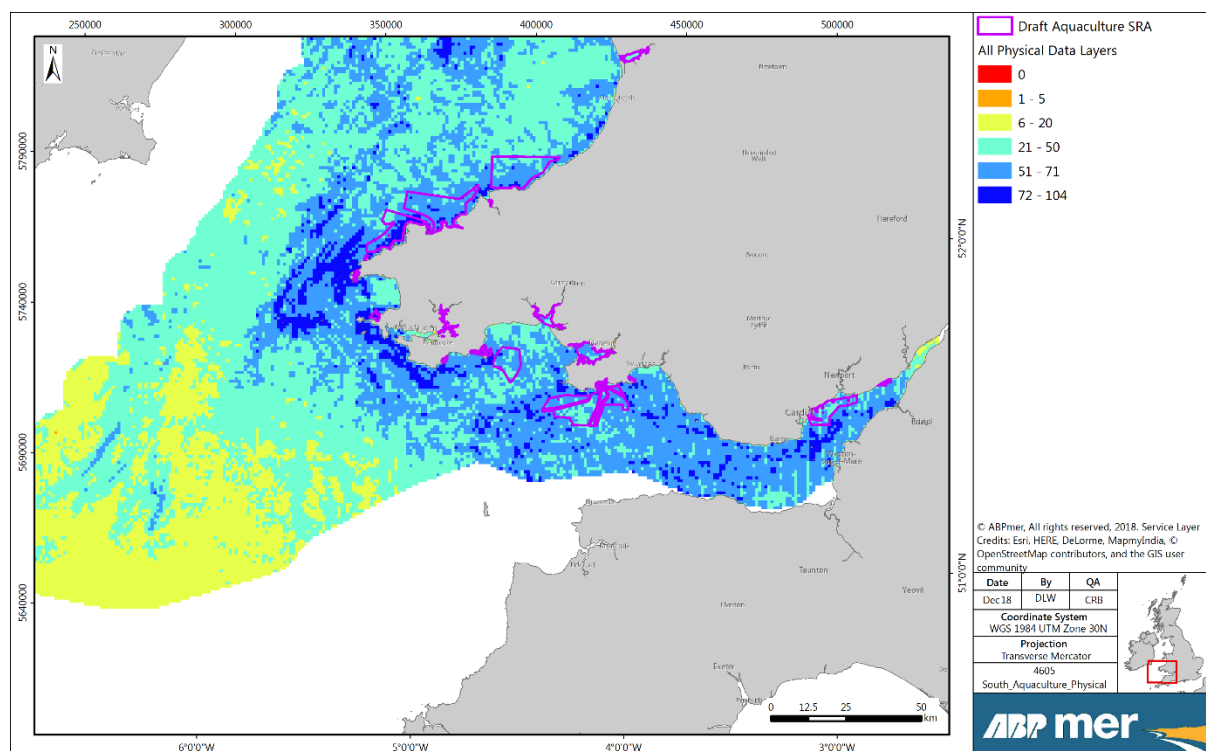 250000 300000 350000 400000 450000 500000
N
Newtown
5790000
Hereford
52°0'0"N
Brecon
5740000
Merthyr
Tydfil
Newport
Cardiff
Barry
Bristol
5690000
Weston-
Super-Mare
Taunton
51°0'0"N
Yeovil
5640000
Tiverton
Exeter
0 12.5 25 50
km
6°0'0"W 5°0'0"W 4°0'0"W 3°0'0"W
Draft Aquaculture SRA
All Physical Data Layers
0
1 - 5
6 - 20
21 - 50
51 - 71
72 - 104
© ABPmer, All rights reserved, 2018. Service Layer
Credits: Esri, HERE, DeLorme, MapmyIndia, ©
OpenStreetMap contributors, and the GIS user
community
Date By QA
Dec 18 DLW CRB
Coordinate System
WGS 1984 UTM Zone 30N
Projection
Transverse Mercator
4605
South_Aquaculture_Physical
ABPmer